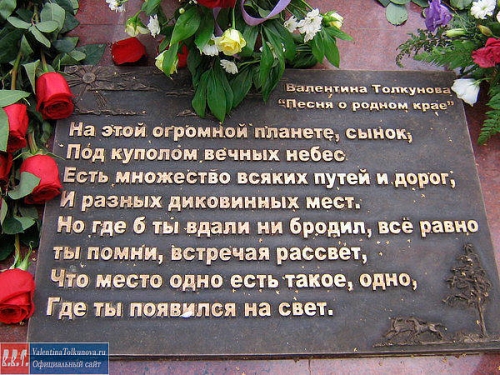 Валентина Толкунова
"Песня о родном крае"
На этой огромной планете, сынок,
Под куполом вечных небес
Есть множество всяких путей и дорог,
И разных диковинных мест.
Но где б ты вдали ни бродил, всё равно
ты помни, встречая рассвет,
Что место одно есть такое, одно,
Где ты появился на свет.
ValentinaTolkunova.ru
Официальный сайт